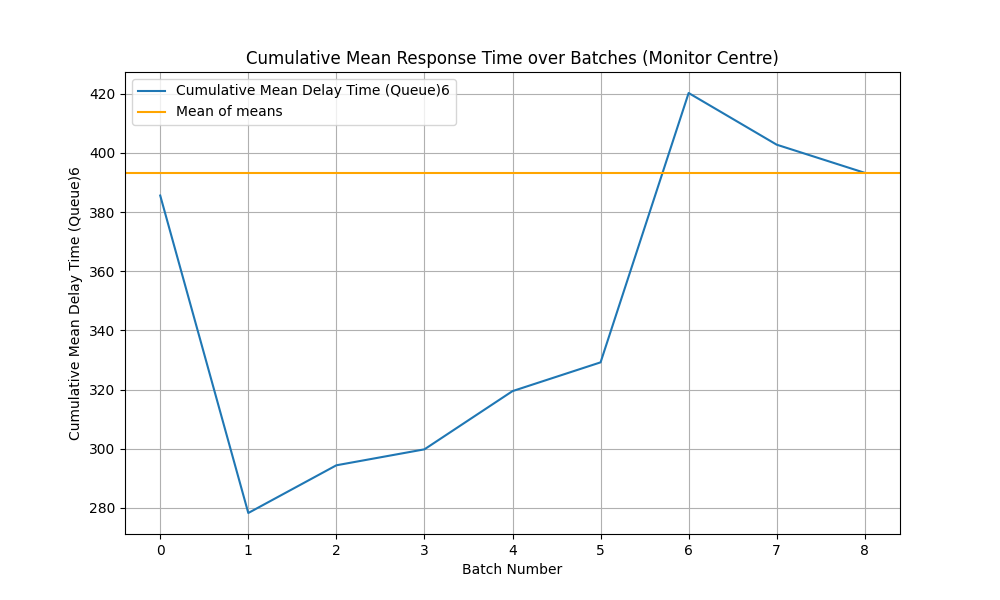 Cumulative Mean Response Time over Batches (Monitor Centre)
Cumulative Mean Delay Time (Queue)6
Mean of means
420
400
380
360
340
320
300
280
Cumulative Mean Delay Time (Queue)6
0 1 2 3 4 5 6 7 8
Batch Number